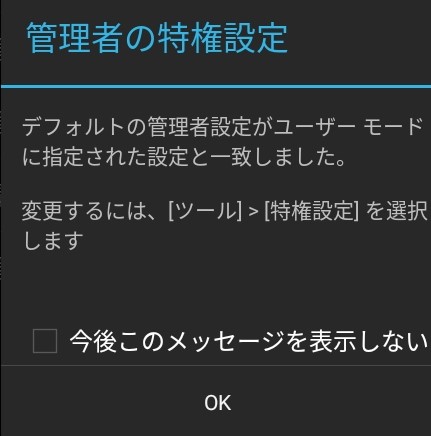 管理者の特権設定
デフォルトの管理者設定がユーザー モード
に指定された設定と一致しました。
変更するには、[ツール] > [特権設定] を選択
します
今後このメッセージを表示しない
OK